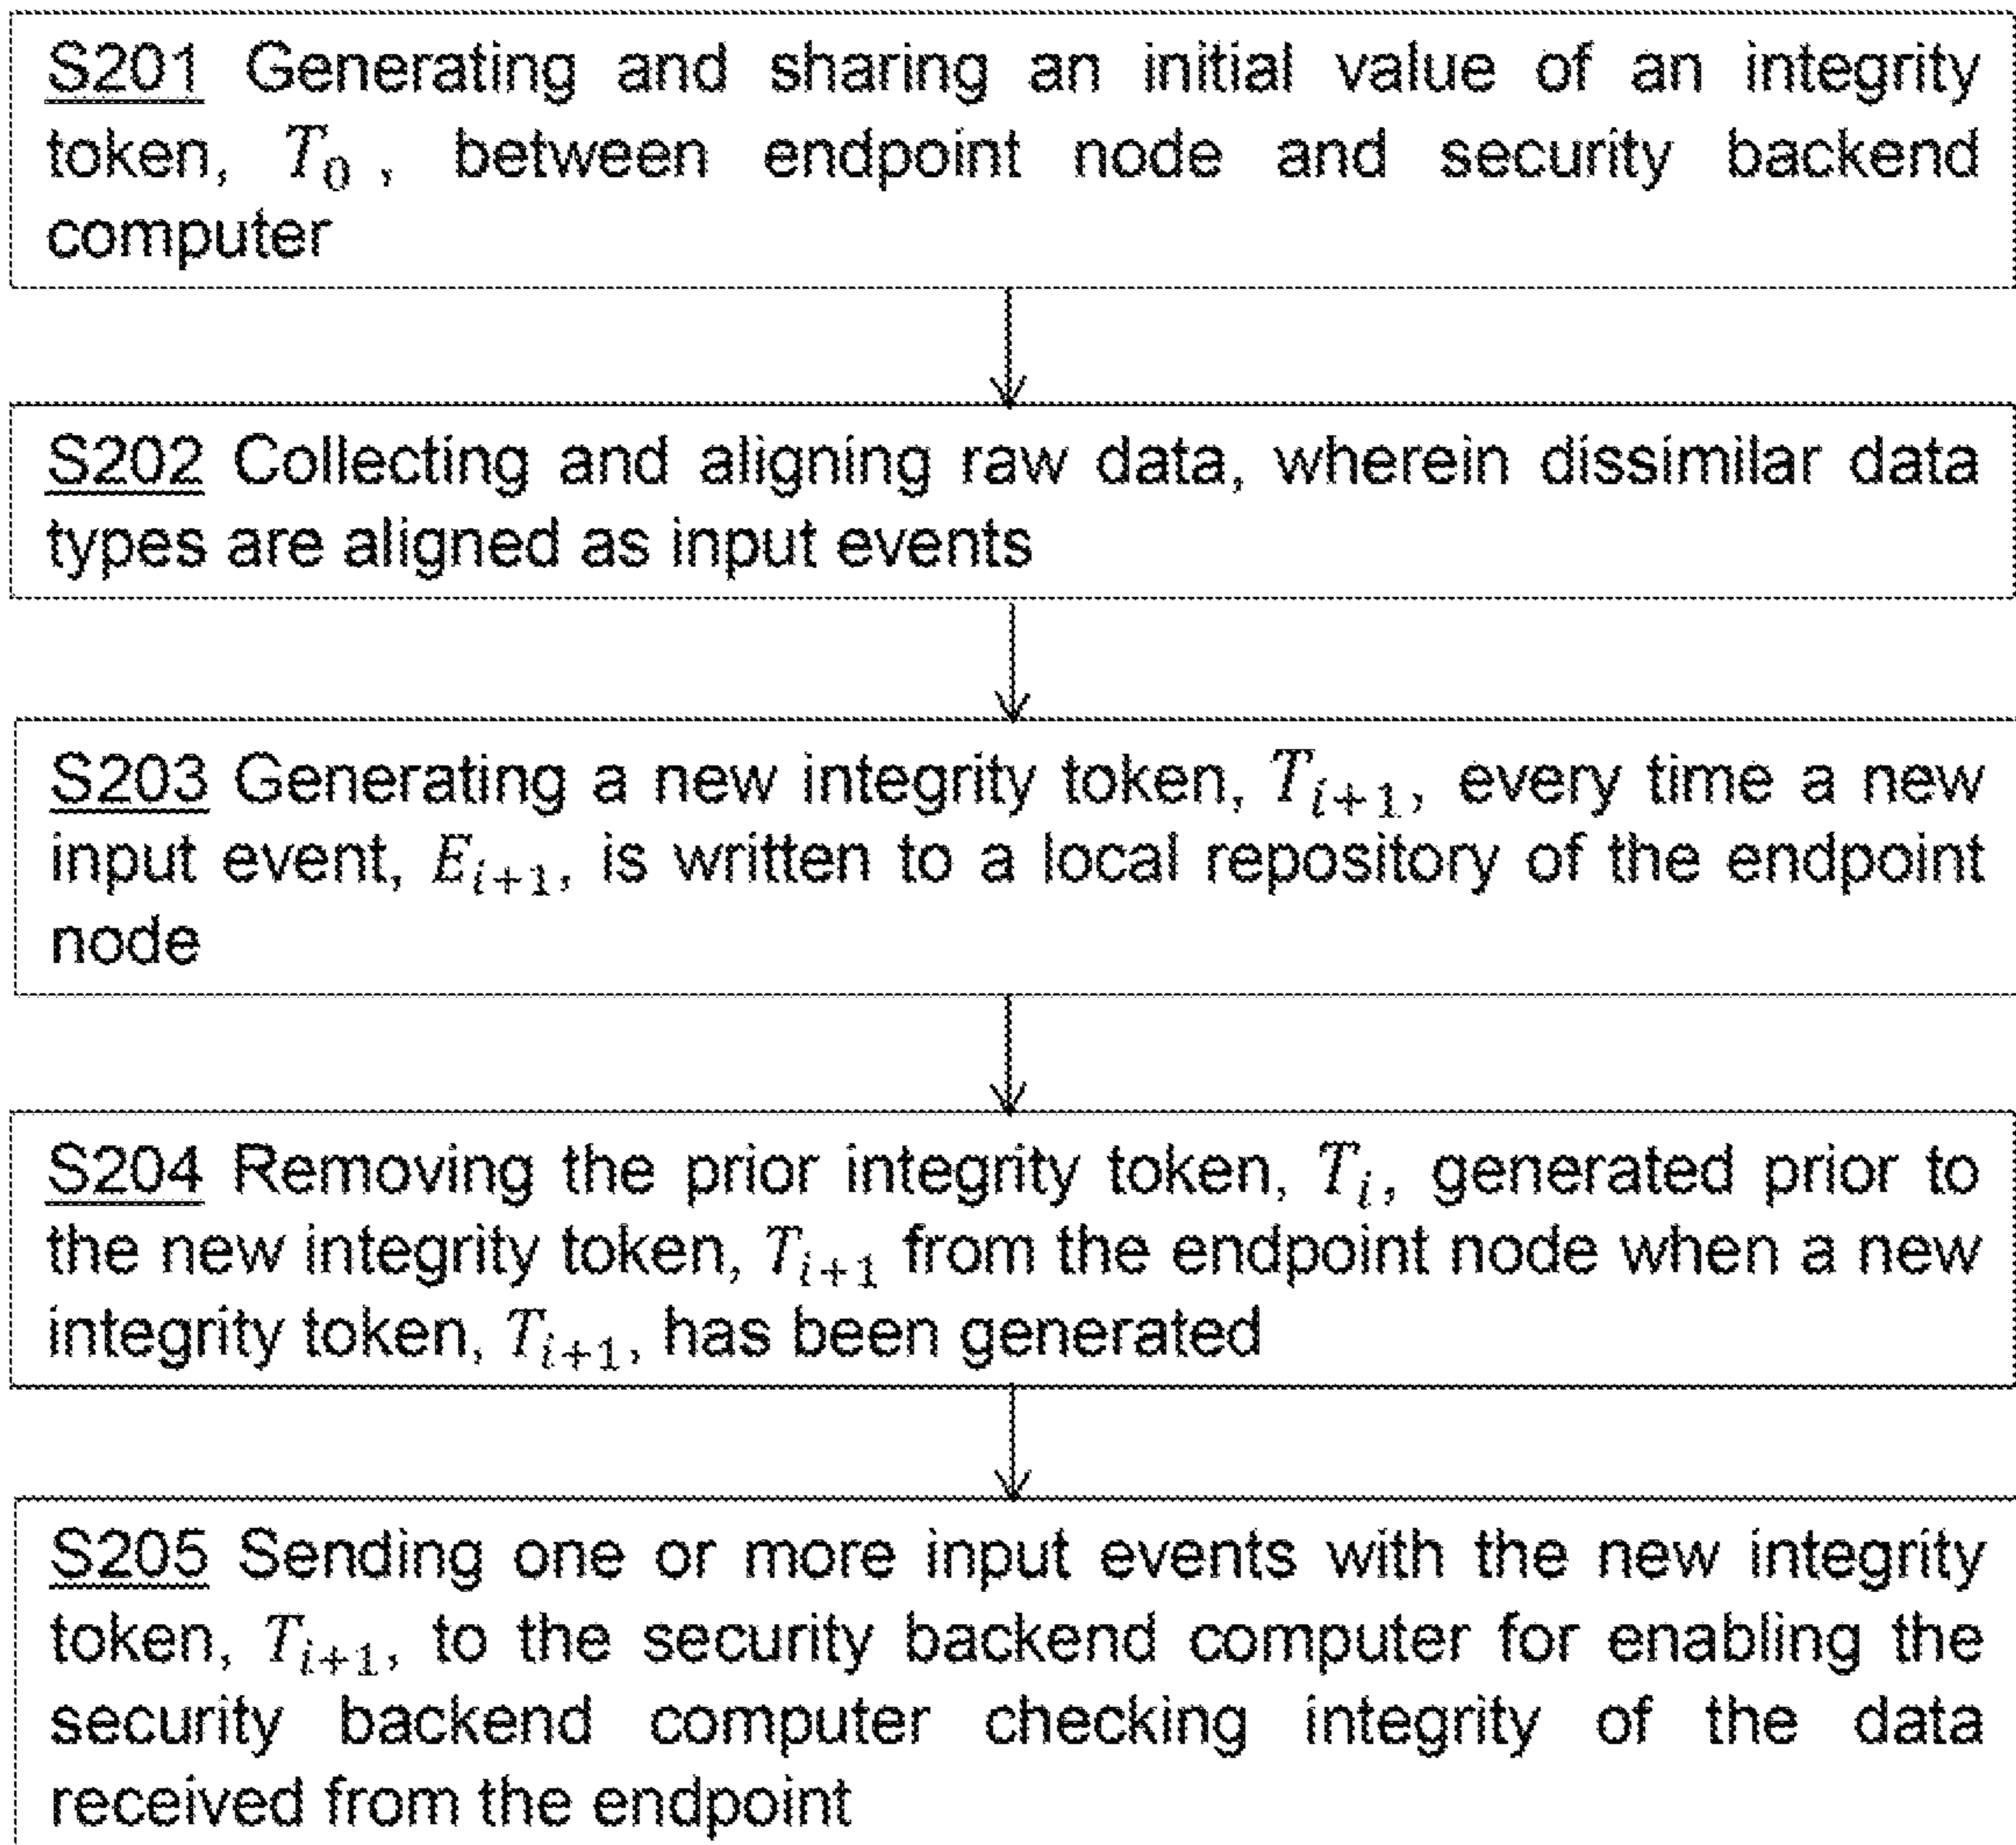 S201 Generating and sharing an initial value of an integrity
token, T₀ , between endpoint node and security backend
computer
S202 Collecting and aligning raw data, wherein dissimilar data
types are aligned as input events
S203 Generating a new integrity token, Tᵢ₊₁, every time a new
input event, Eᵢ₊₁, is written to a local repository of the endpoint
node
S204 Removing the prior integrity token, Tᵢ, generated prior to
the new integrity token, Tᵢ₊₁ from the endpoint node when a new
integrity token, Tᵢ₊₁, has been generated
S205 Sending one or more input events with the new integrity
token, Tᵢ₊₁, to the security backend computer for enabling the
security backend computer checking integrity of the data
received from the endpoint